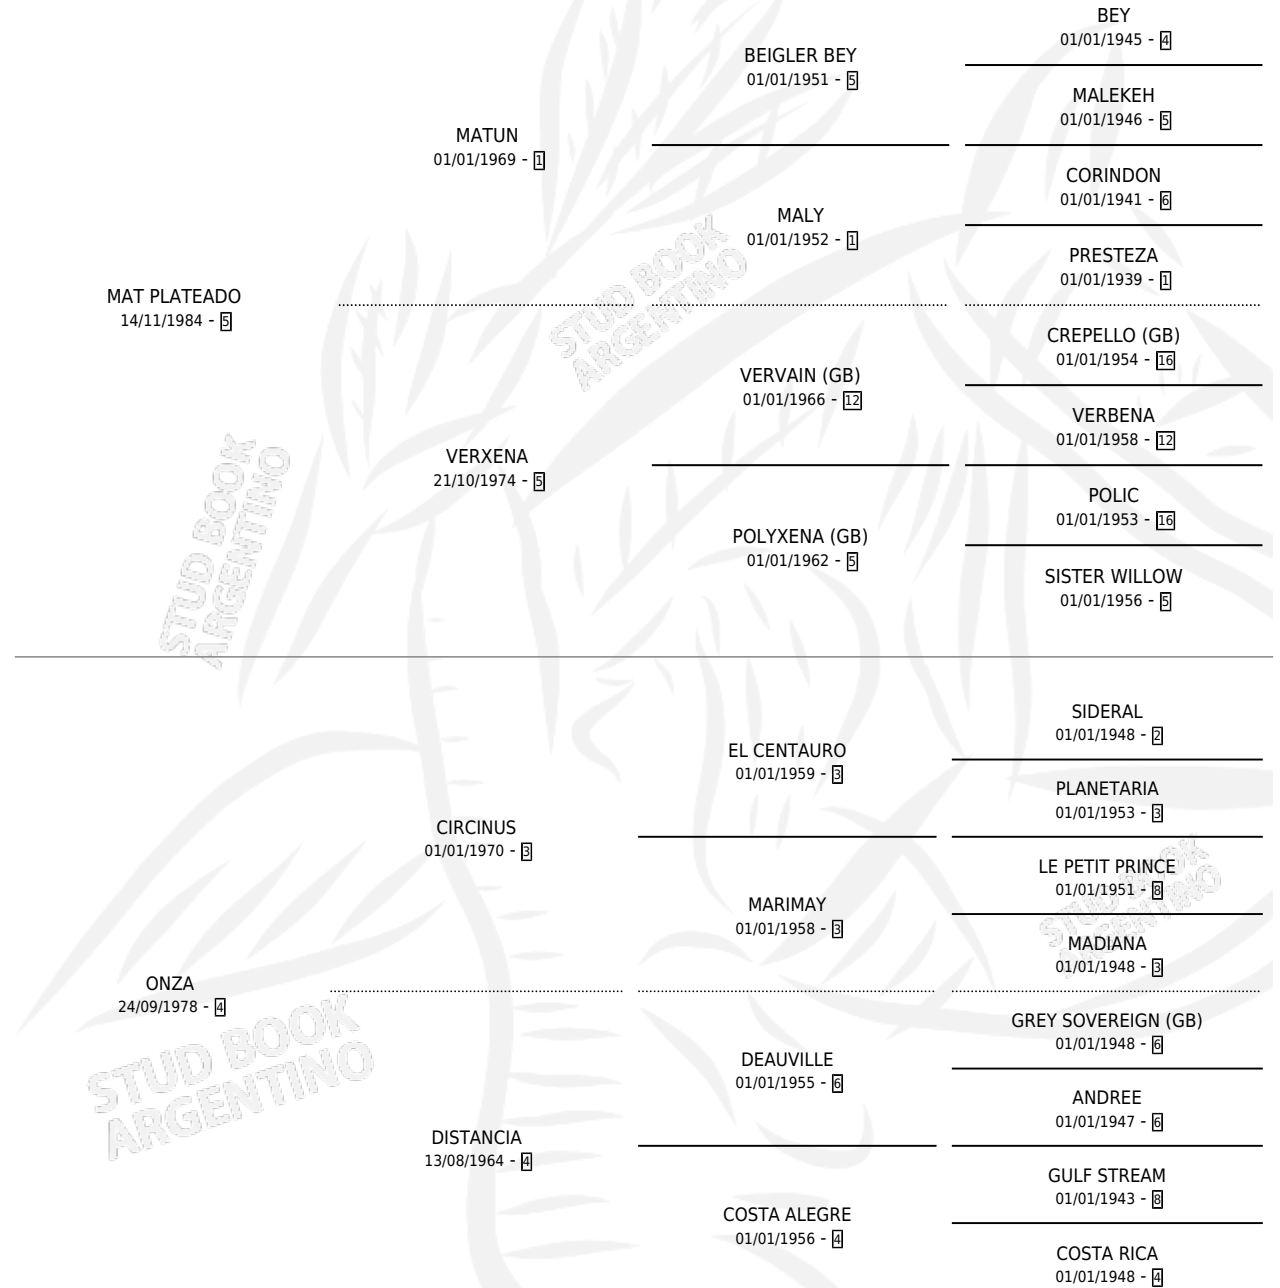 BEY
01/01/1945 - 4
BEIGLER BEY
01/01/1951 - 5
MALEKEH
01/01/1946 - 5
MATUN
01/01/1969 - 1
CORINDON
01/01/1941 - 6
MALY
01/01/1952 - 1
PRESTEZA
01/01/1939 - 1
MAT PLATEADO
14/11/1984 - 5
CREPELLO (GB)
01/01/1954 - 16
VERVAIN (GB)
01/01/1966 - 12
VERBENA
01/01/1958 - 12
VERXENA
21/10/1974 - 5
POLIC
01/01/1953 - 16
POLYXENA (GB)
01/01/1962 - 5
SISTER WILLOW
01/01/1956 - 5
SIDERAL
01/01/1948 - 2
EL CENTAURO
01/01/1959 - 3
PLANETARIA
01/01/1953 - 3
CIRCINUS
01/01/1970 - 3
LE PETIT PRINCE
01/01/1951 - 8
MARIMAY
01/01/1958 - 3
MADIANA
01/01/1948 - 3
ONZA
24/09/1978 - 4
GREY SOVEREIGN (GB)
01/01/1948 - 6
DEAUVILLE
01/01/1955 - 6
ANDREE
01/01/1947 - 6
DISTANCIA
13/08/1964 - 4
GULF STREAM
01/01/1943 - 8
COSTA ALEGRE
01/01/1956 - 4
COSTA RICA
01/01/1948 - 4
STUD BOOK
ARGENTINO
STUD BOOK
ARGENTINO
STUD BOOK
ARGENTINO
STUD BOOK
ARGENTINO